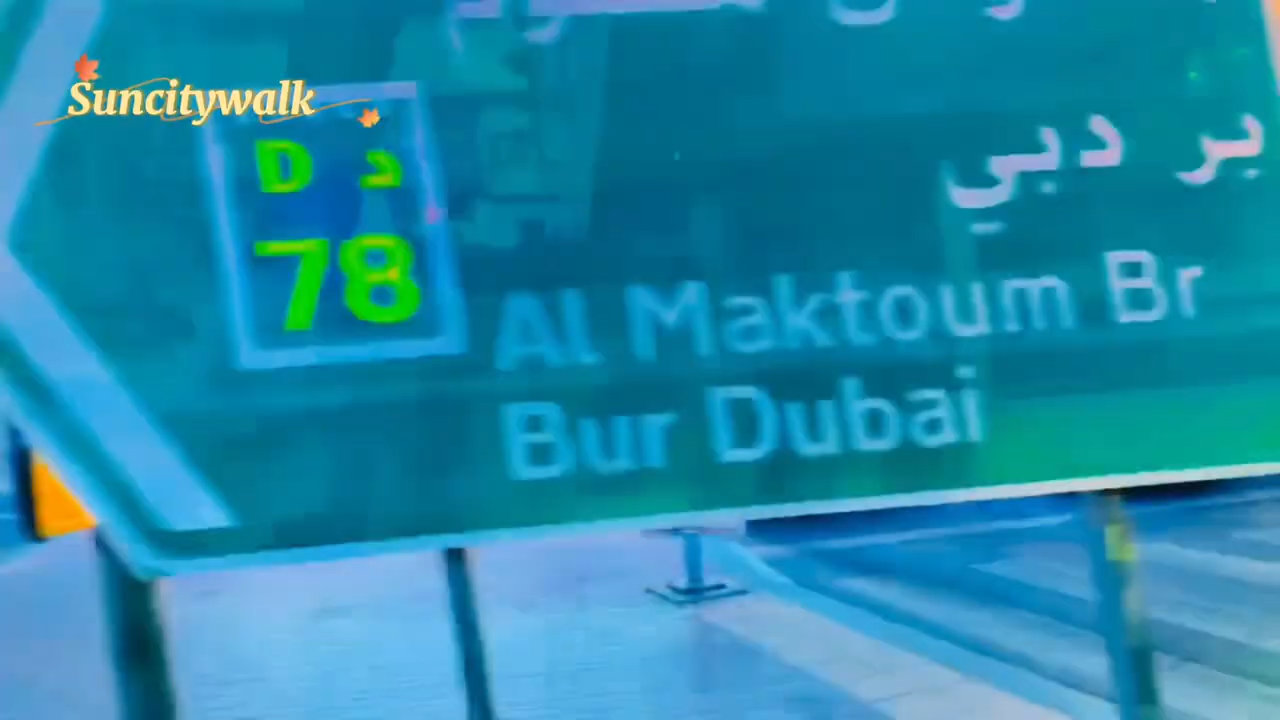 Suncitywalk
D د
78
بر دبي
Al Maktoum Br
Bur Dubai